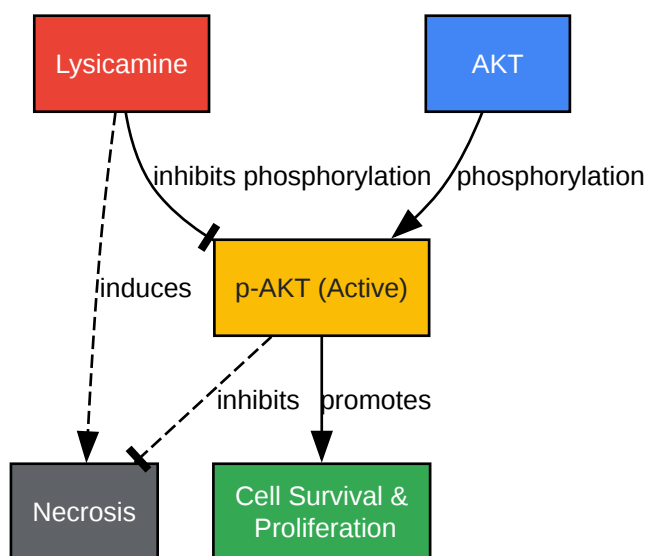 Lysicamine
AKT
inhibits phosphorylation
phosphorylation
p-AKT (Active)
induces
inhibits
promotes
Necrosis
Cell Survival &
Proliferation